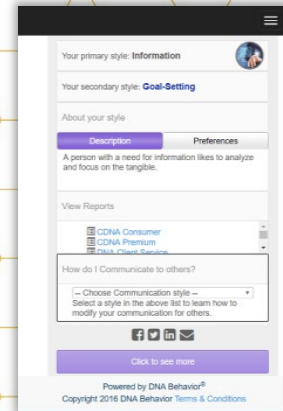 Your primary style: Information
Your secondary style: Goal-Setting
About your style
Description Preferences
A person with a need for information likes to analyze
and focus on the tangible.
View Reports
CDNA Consumer
CDNA Premium
DNA Client Service
How do I Communicate to others?
-- Choose Communication style --
Select a style in the above list to learn how to
modify your communication for others.
Click to see more
Powered by DNA Behavior®
Copyright 2016 DNA Behavior Terms & Conditions